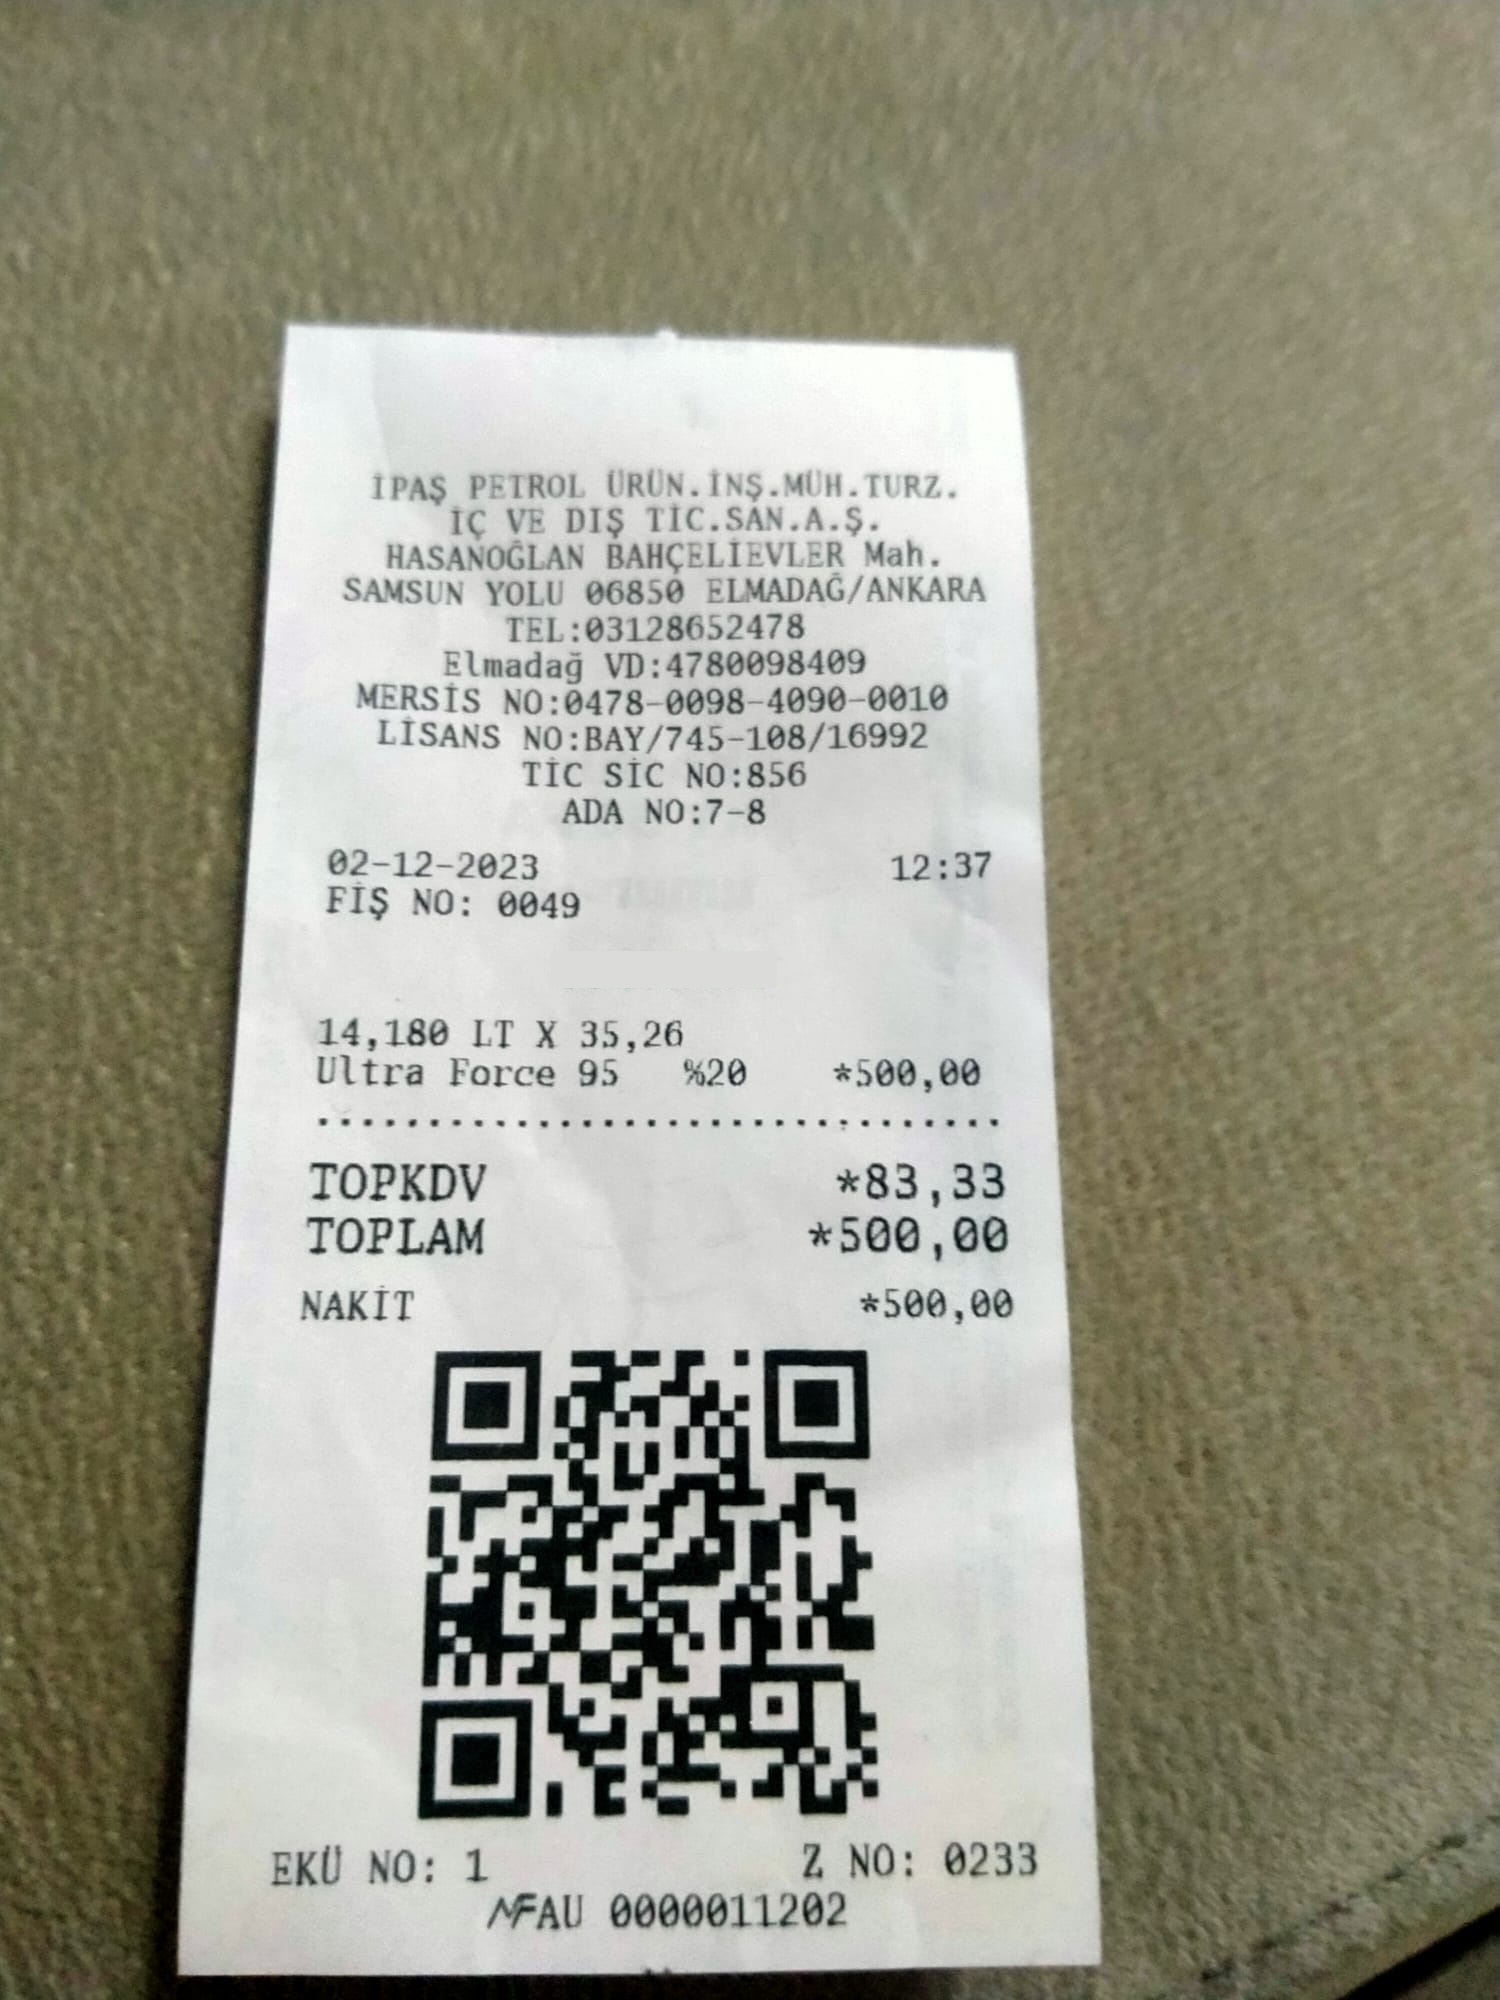 İPAŞ PETROL ÜRÜN.İNŞ.MÜH.TURZ.
İÇ VE DIŞ TİC.SAN.A.Ş.
HASANOĞLAN BAHÇELİEVLER Mah.
SAMSUN YOLU 06850 ELMADAĞ/ANKARA
TEL:03128652478
Elmadağ VD:4780098409
MERSİS NO:0478-0098-4090-0010
LİSANS NO:BAY/745-108/16992
TİC SİC NO:856
ADA NO:7-8
02-12-2023 12:37
FİŞ NO: 0049
14,180 LT X 35,26
Ultra Force 95 %20 *500,00
TOPKDV *83,33
TOPLAM *500,00
NAKİT *500,00
EKÜ NO: 1 Z NO: 0233
MF AU 0000011202